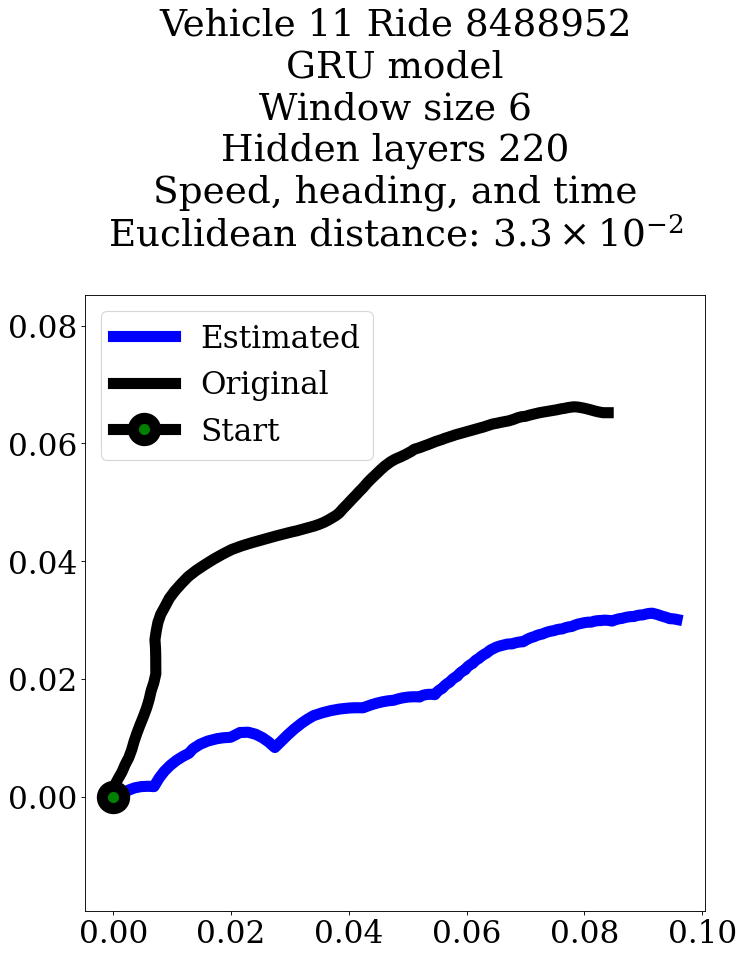 Vehicle 11 Ride 8488952
GRU model
Window size 6
Hidden layers 220
Speed, heading, and time
Euclidean distance: 3.3 × 10⁻²
Estimated
Original
Start
0.08
0.06
0.04
0.02
0.00
0.00 0.02 0.04 0.06 0.08 0.10